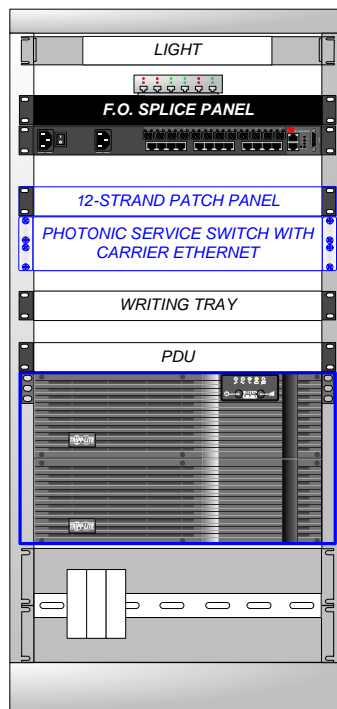 LIGHT
F.O. SPLICE PANEL
12-STRAND PATCH PANEL
PHOTONIC SERVICE SWITCH WITH
CARRIER ETHERNET
WRITING TRAY
PDU
TRIPP·LITE
TRIPP·LITE